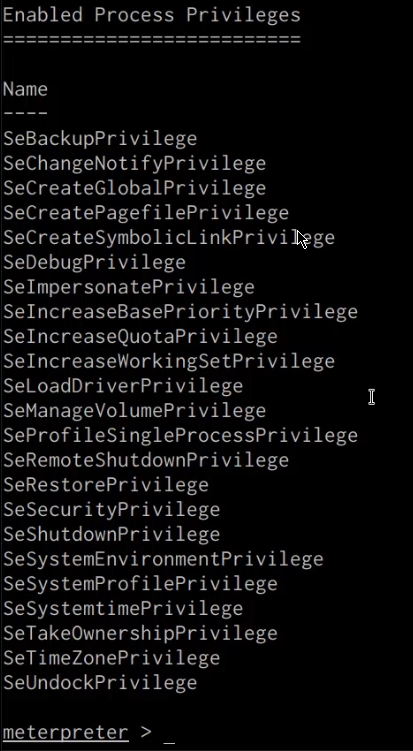 Enabled Process Privileges
==========================
Name
----
SeBackupPrivilege
SeChangeNotifyPrivilege
SeCreateGlobalPrivilege
SeCreatePagefilePrivilege
SeCreateSymbolicLinkPrivilege
SeDebugPrivilege
SeImpersonatePrivilege
SeIncreaseBasePriorityPrivilege
SeIncreaseQuotaPrivilege
SeIncreaseWorkingSetPrivilege
SeLoadDriverPrivilege
SeManageVolumePrivilege
SeProfileSingleProcessPrivilege
SeRemoteShutdownPrivilege
SeRestorePrivilege
SeSecurityPrivilege
SeShutdownPrivilege
SeSystemEnvironmentPrivilege
SeSystemProfilePrivilege
SeSystemtimePrivilege
SeTakeOwnershipPrivilege
SeTimeZonePrivilege
SeUndockPrivilege
meterpreter > _